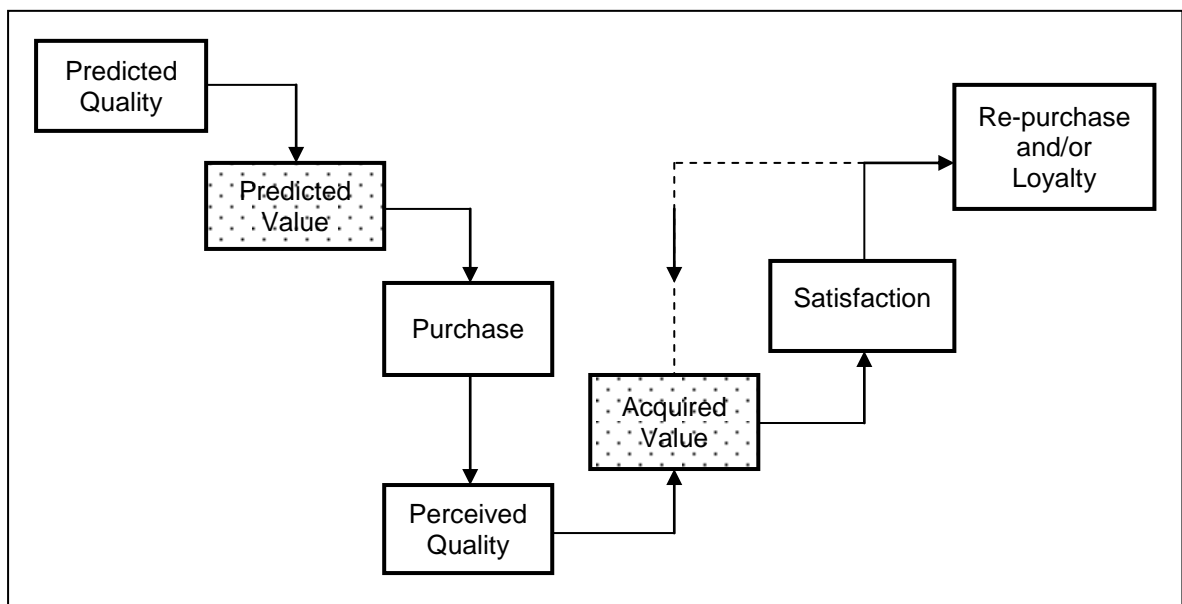 Predicted
Quality
Predicted
Value
Purchase
Perceived
Quality
Acquired
Value
Satisfaction
Re-purchase
and/or
Loyalty